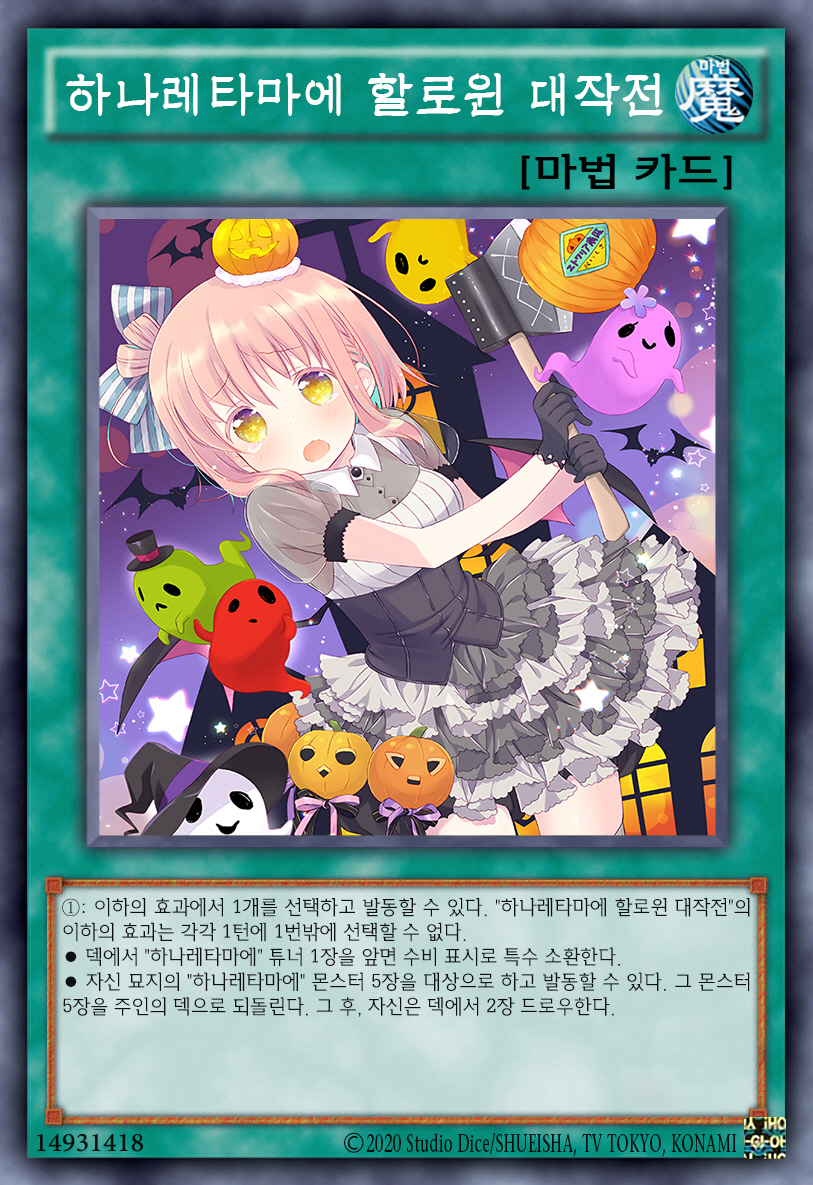 하나레타마에 할로윈 대작전
마법
魔
[마법 카드]
①: 이하의 효과에서 1개를 선택하고 발동할 수 있다. "하나레타마에 할로윈 대작전"의
이하의 효과는 각각 1턴에 1번밖에 선택할 수 없다.
● 덱에서 "하나레타마에" 튜너 1장을 앞면 수비 표시로 특수 소환한다.
● 자신 묘지의 "하나레타마에" 몬스터 5장을 대상으로 하고 발동할 수 있다. 그 몬스터
5장을 주인의 덱으로 되돌린다. 그 후, 자신은 덱에서 2장 드로우한다.
14931418
©2020 Studio Dice/SHUEISHA, TV TOKYO, KONAMI